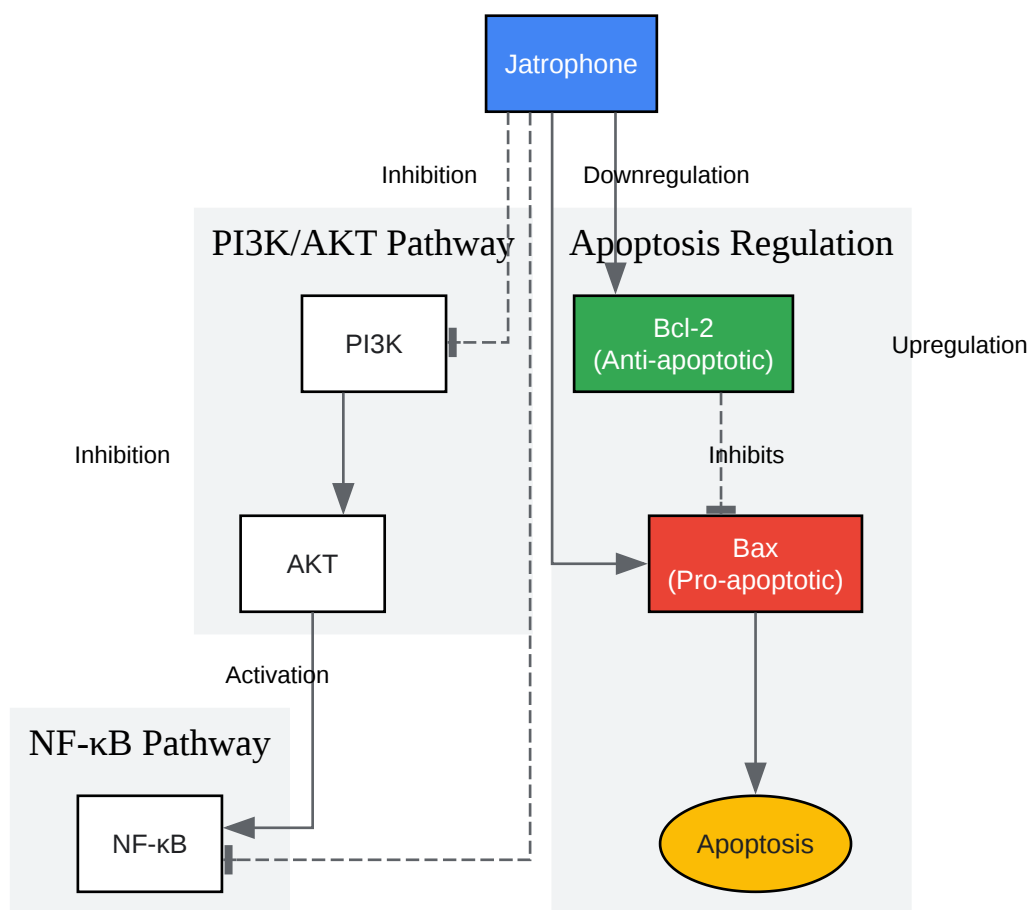 Jatrophone
Inhibition
Downregulation
PI3K/AKT Pathway
Apoptosis Regulation
PI3K
Bcl-2
(Anti-apoptotic)
Upregulation
Inhibition
Inhibits
AKT
Bax
(Pro-apoptotic)
Activation
NF-κB Pathway
NF-κB
Apoptosis